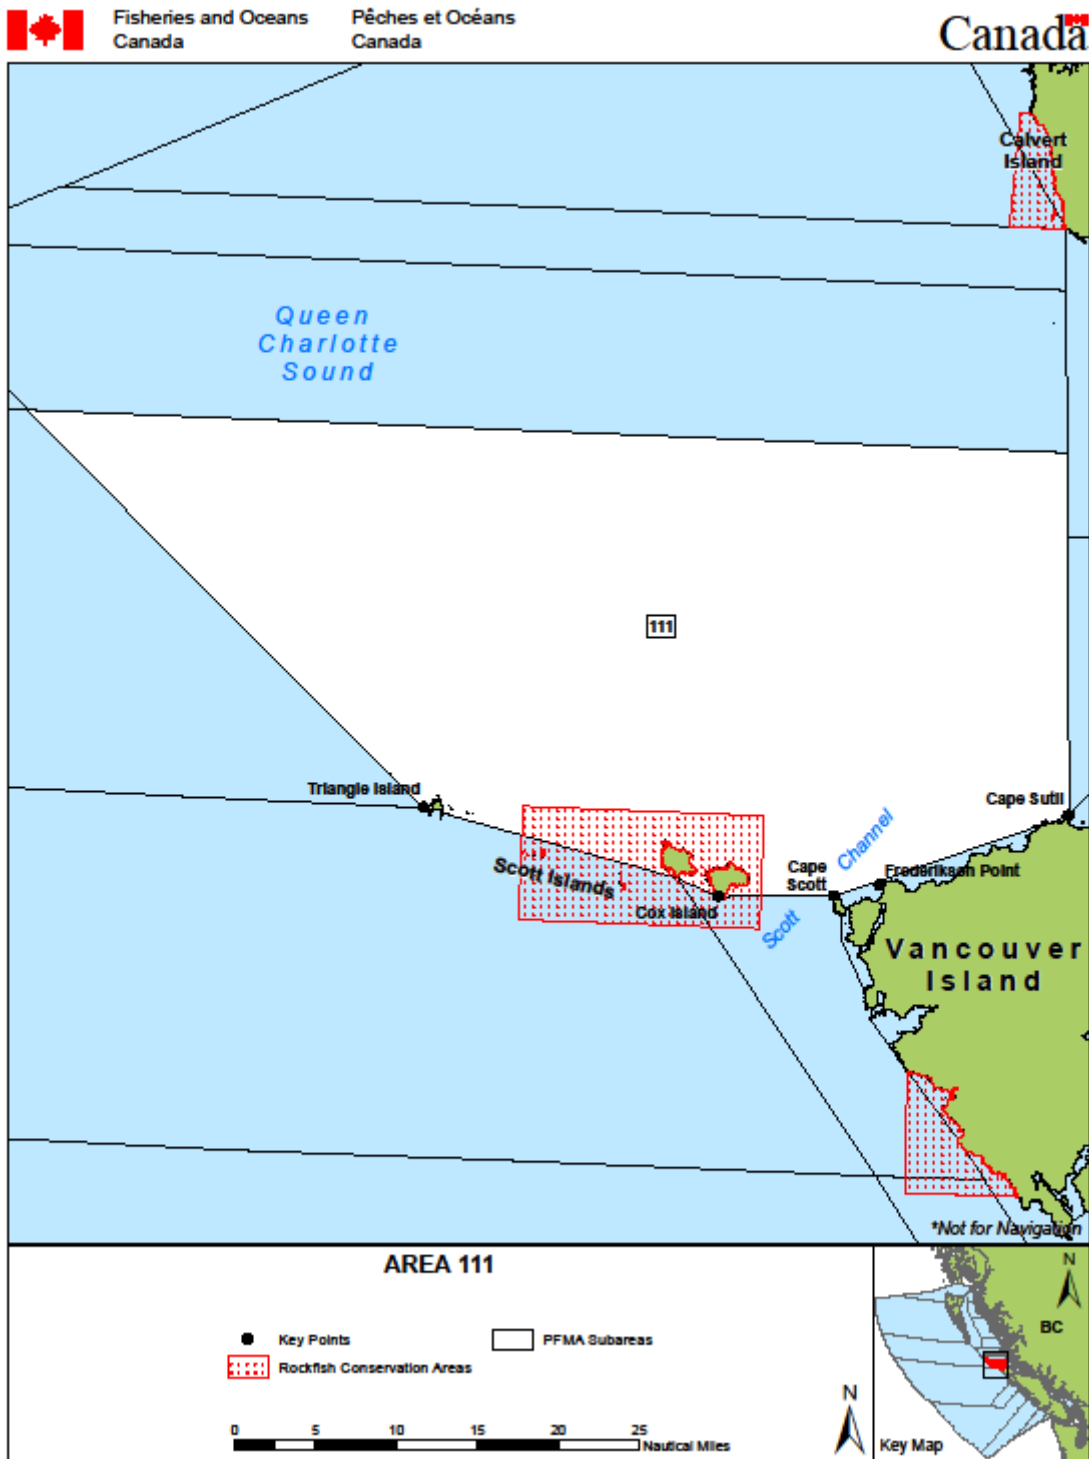 Fisheries and Oceans
Canada
Pêches et Océans
Canada
Canada
Calvert
Island
Queen
Charlotte
Sound
111
Triangle Island
Cape Sutil
Channel
Cape
Scott
Frederiksen Point
Scott Islands
Cox Island
Scott
Vancouver
Island
*Not for Navigation
AREA 111
Key Points
PFMA Subareas
Rockfish Conservation Areas
0 5 10 15 20 25
Nautical Miles
N
N
BC
Key Map